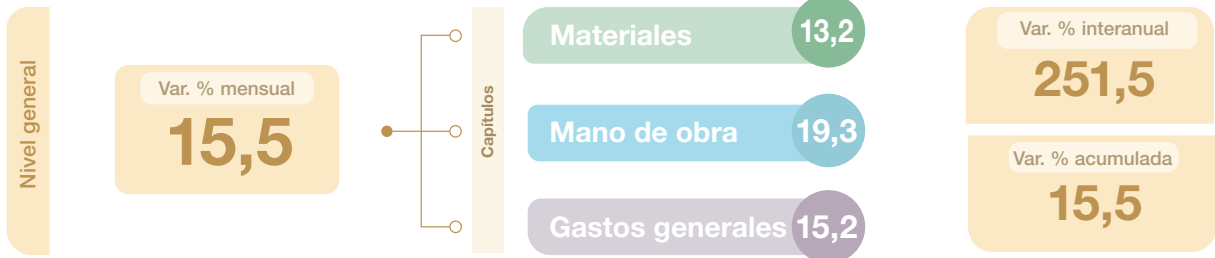 Nivel general
Var. % mensual
15,5
Capítulos
Materiales 13,2
Mano de obra 19,3
Gastos generales 15,2
Var. % interanual
251,5
Var. % acumulada
15,5